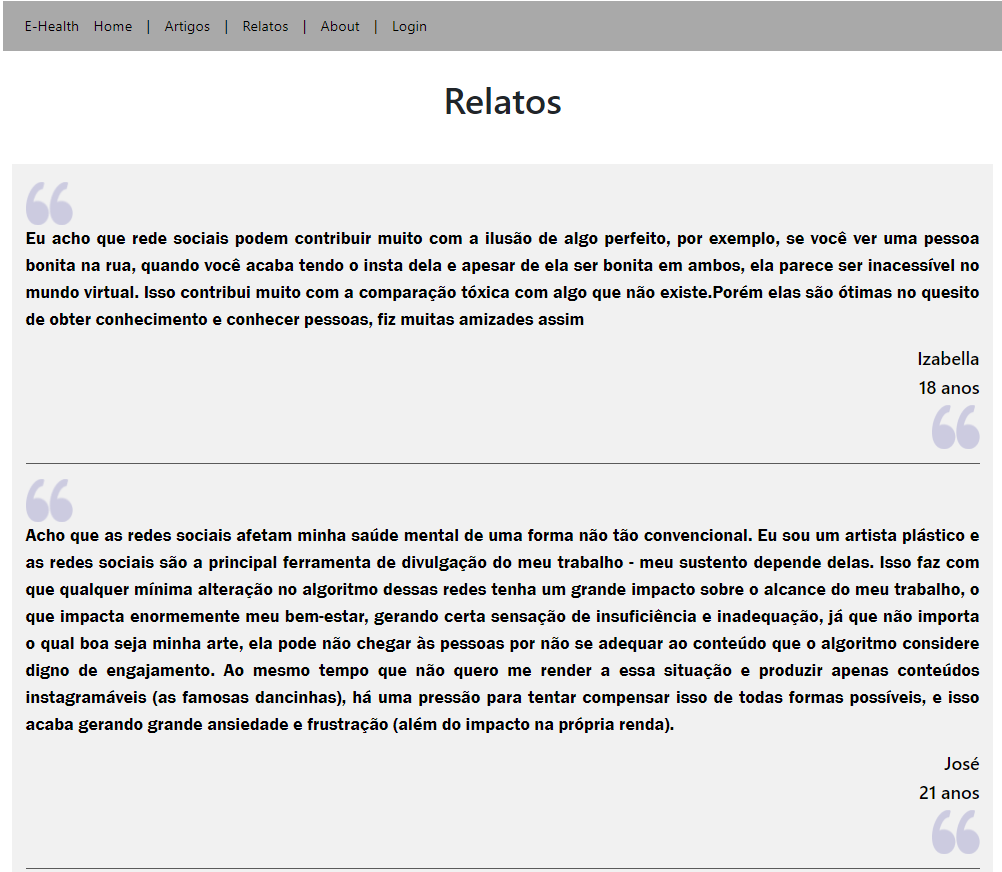 E-Health Home | Artigos | Relatos | About | Login
Relatos
Eu acho que rede sociais podem contribuir muito com a ilusão de algo perfeito, por exemplo, se você ver uma pessoa
bonita na rua, quando você acaba tendo o insta dela e apesar de ela ser bonita em ambos, ela parece ser inacessível no
mundo virtual. Isso contribui muito com a comparação tóxica com algo que não existe.Porém elas são ótimas no quesito
de obter conhecimento e conhecer pessoas, fiz muitas amizades assim
Izabella
18 anos
Acho que as redes sociais afetam minha saúde mental de uma forma não tão convencional. Eu sou um artista plástico e
as redes sociais são a principal ferramenta de divulgação do meu trabalho - meu sustento depende delas. Isso faz com
que qualquer mínima alteração no algoritmo dessas redes tenha um grande impacto sobre o alcance do meu trabalho, o
que impacta enormemente meu bem-estar, gerando certa sensação de insuficiência e inadequação, já que não importa
o qual boa seja minha arte, ela pode não chegar às pessoas por não se adequar ao conteúdo que o algoritmo considere
digno de engajamento. Ao mesmo tempo que não quero me render a essa situação e produzir apenas conteúdos
instagramáveis (as famosas dancinhas), há uma pressão para tentar compensar isso de todas formas possíveis, e isso
acaba gerando grande ansiedade e frustração (além do impacto na própria renda).
José
21 anos